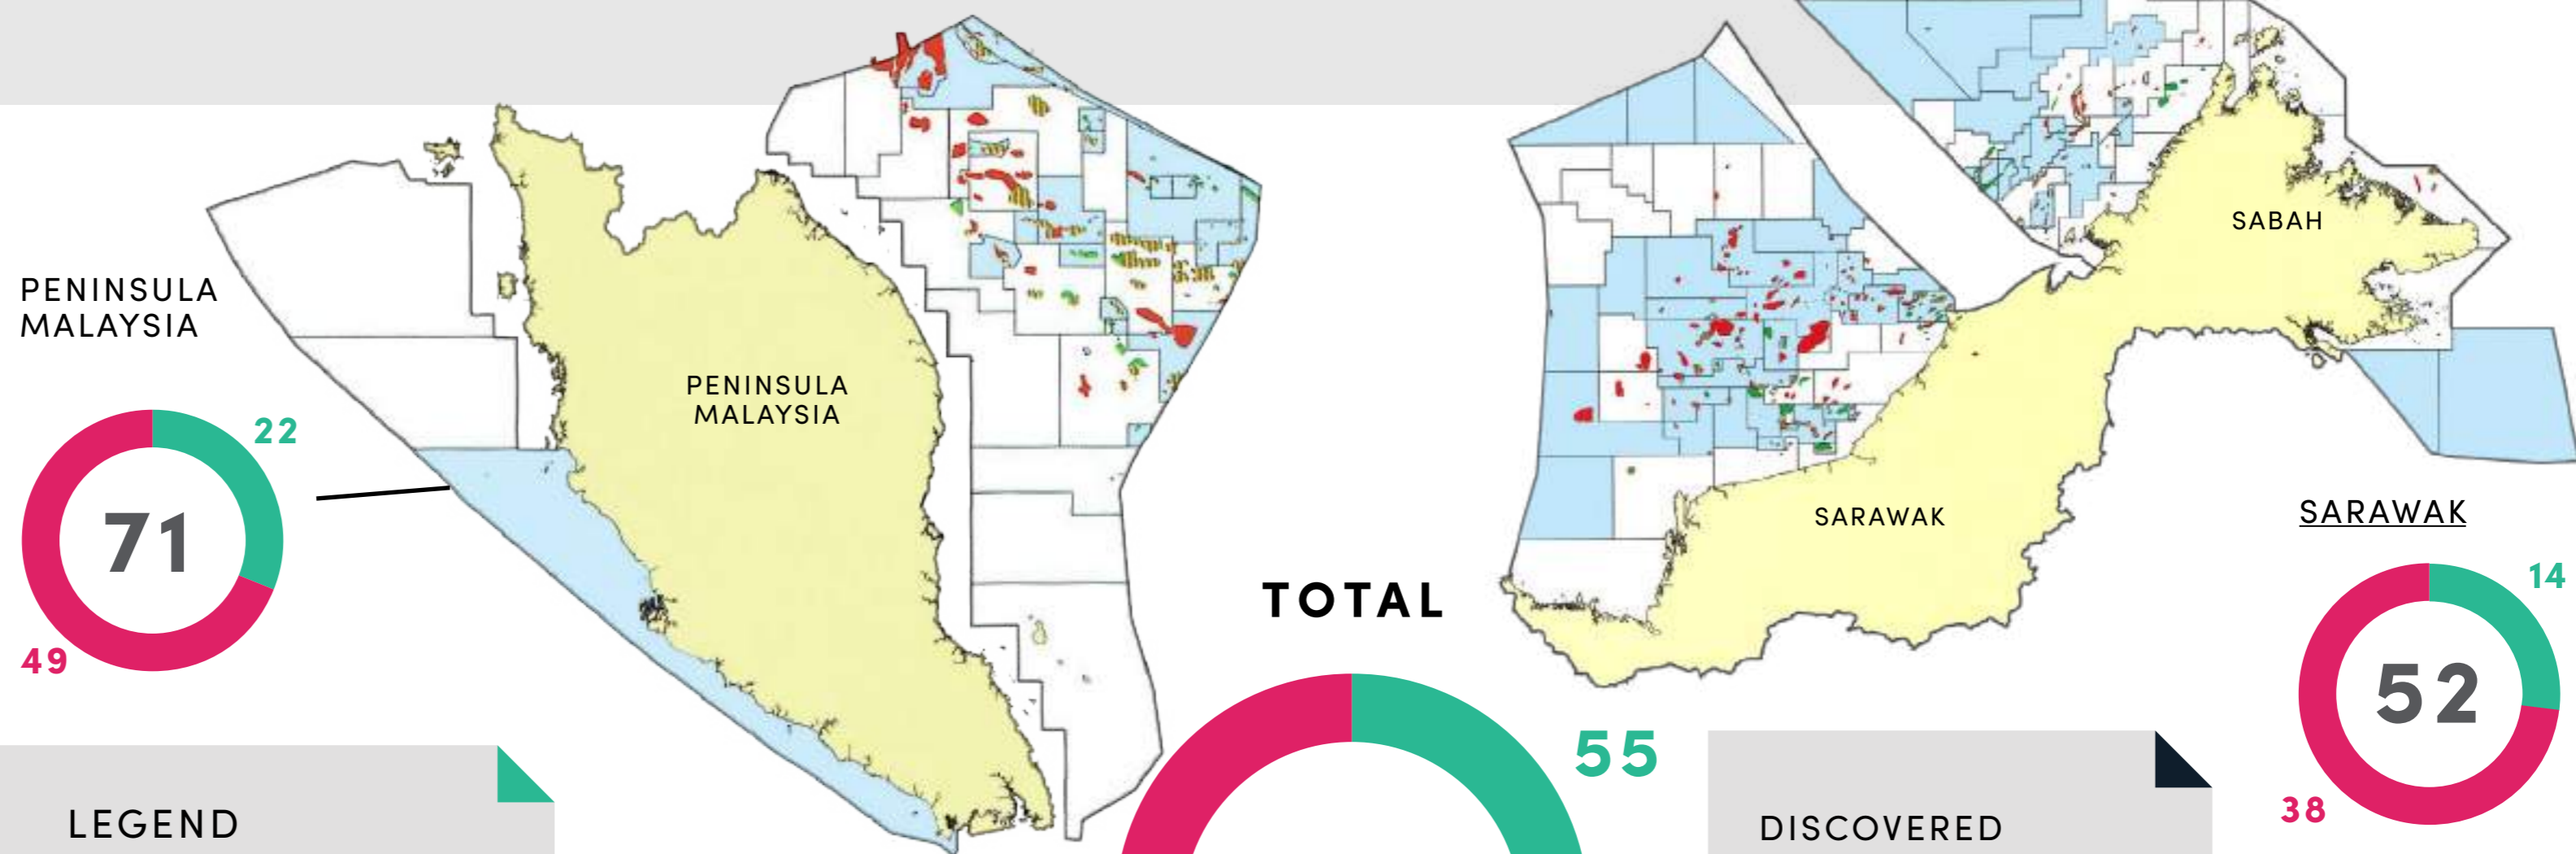 PENINSULA
MALAYSIA
22
71
49
PENINSULA
MALAYSIA
SABAH
SARAWAK
SARAWAK
14
52
38
TOTAL
55
LEGEND
DISCOVERED